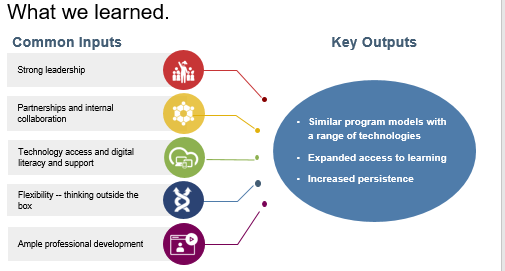 What we learned.
Common Inputs
Key Outputs
Strong leadership
Partnerships and internal
collaboration
Technology access and digital
literacy and support
Flexibility -- thinking outside the
box
Ample professional development
- Similar program models with
a range of technologies
- Expanded access to learning
- Increased persistence